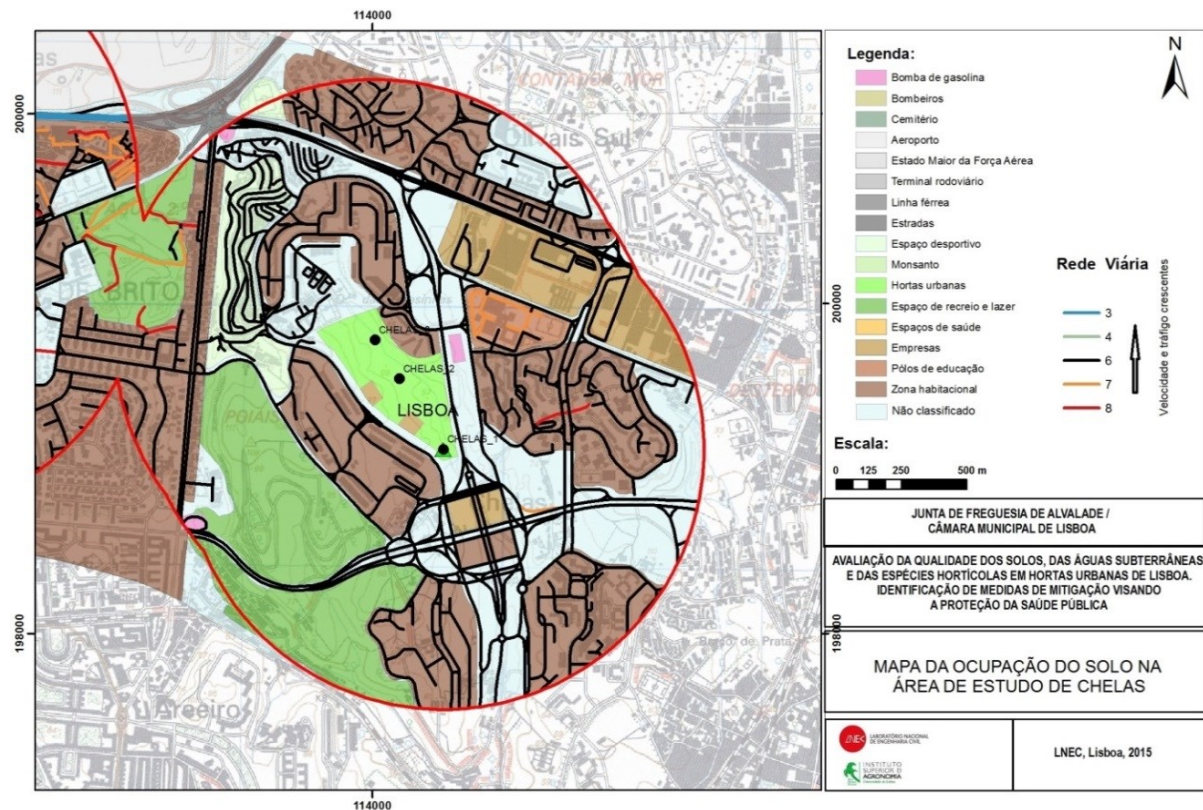 114000
200000
200000
198000
198000
114000
CONTADOR MOR
Olivais Sul
DE BRITO
CHELAS_2
LISBOA
CHELAS_1
Areeiro
N
Legenda:
Bomba de gasolina
Bombeiros
Cemitério
Aeroporto
Estado Maior da Força Aérea
Terminal rodoviário
Linha férrea
Estradas
Espaço desportivo
Monsanto
Hortas urbanas
Espaço de recreio e lazer
Espaços de saúde
Empresas
Pólos de educação
Zona habitacional
Não classificado
Rede Viária
3
4
6
7
8
Velocidade e tráfigo crescentes
Escala:
0 125 250 500 m
JUNTA DE FREGUESIA DE ALVALADE /
CÂMARA MUNICIPAL DE LISBOA
AVALIAÇÃO DA QUALIDADE DOS SOLOS, DAS ÁGUAS SUBTERRÂNEAS
E DAS ESPÉCIES HORTÍCOLAS EM HORTAS URBANAS DE LISBOA.
IDENTIFICAÇÃO DE MEDIDAS DE MITIGAÇÃO VISANDO
A PROTEÇÃO DA SAÚDE PÚBLICA
MAPA DA OCUPAÇÃO DO SOLO NA
ÁREA DE ESTUDO DE CHELAS
LNEC
LABORATÓRIO NACIONAL
DE ENGENHARIA CIVIL
INSTITUTO
SUPERIOR D
AGRONOMIA
LNEC, Lisboa, 2015